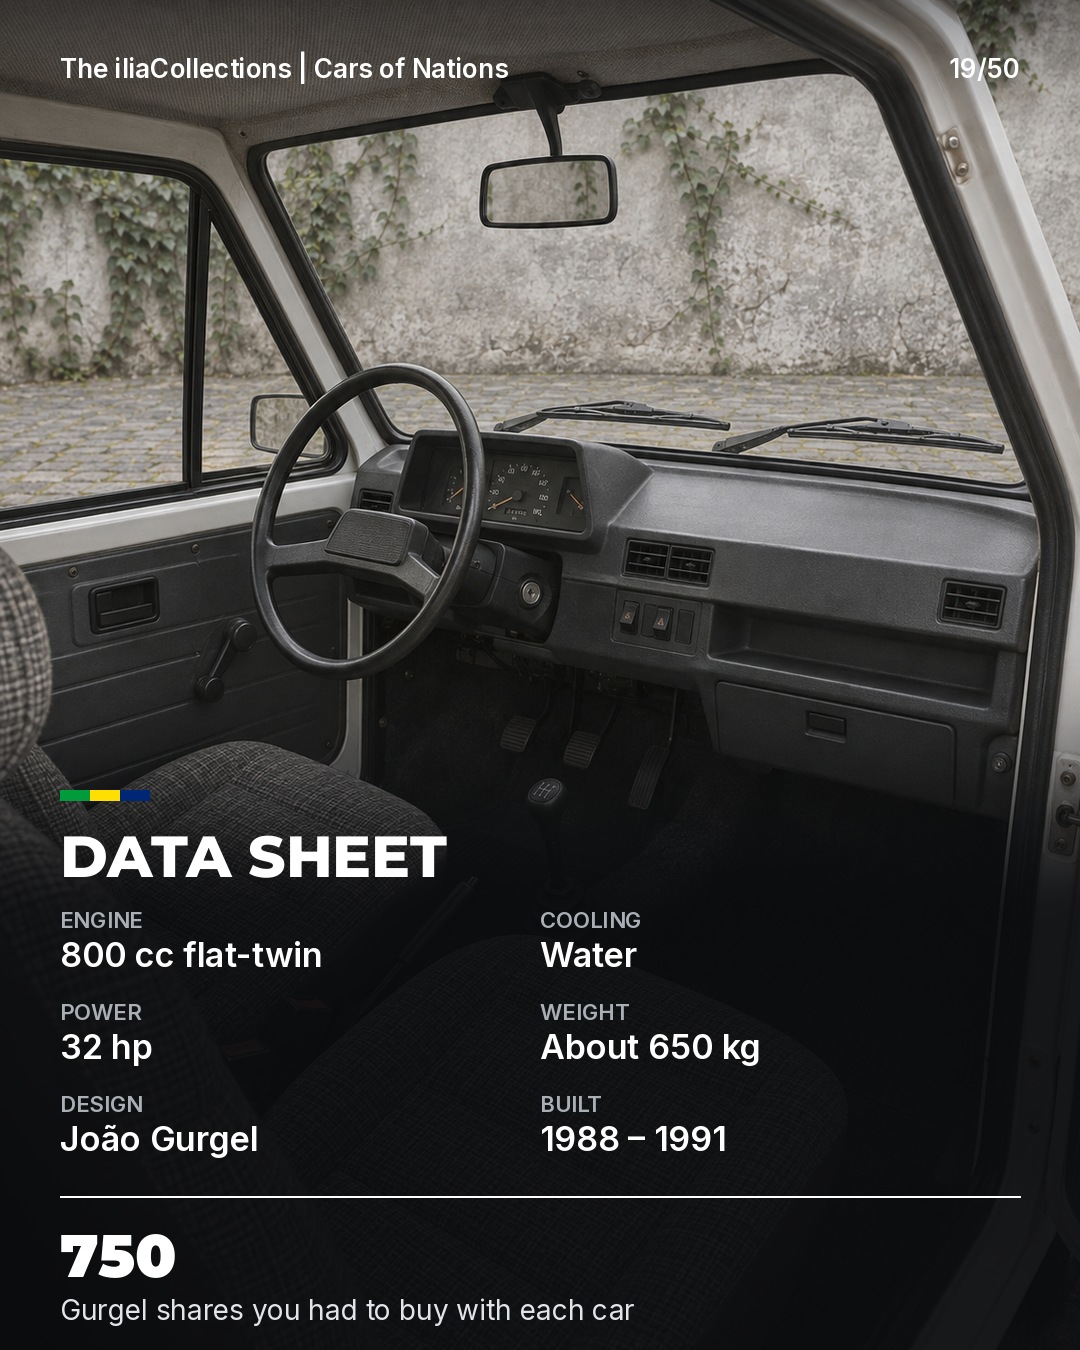 The iliaCollections | Cars of Nations
19/50
DATA SHEET
ENGINE
800 cc flat-twin
COOLING
Water
POWER
32 hp
WEIGHT
About 650 kg
DESIGN
João Gurgel
BUILT
1988 – 1991
750
Gurgel shares you had to buy with each car